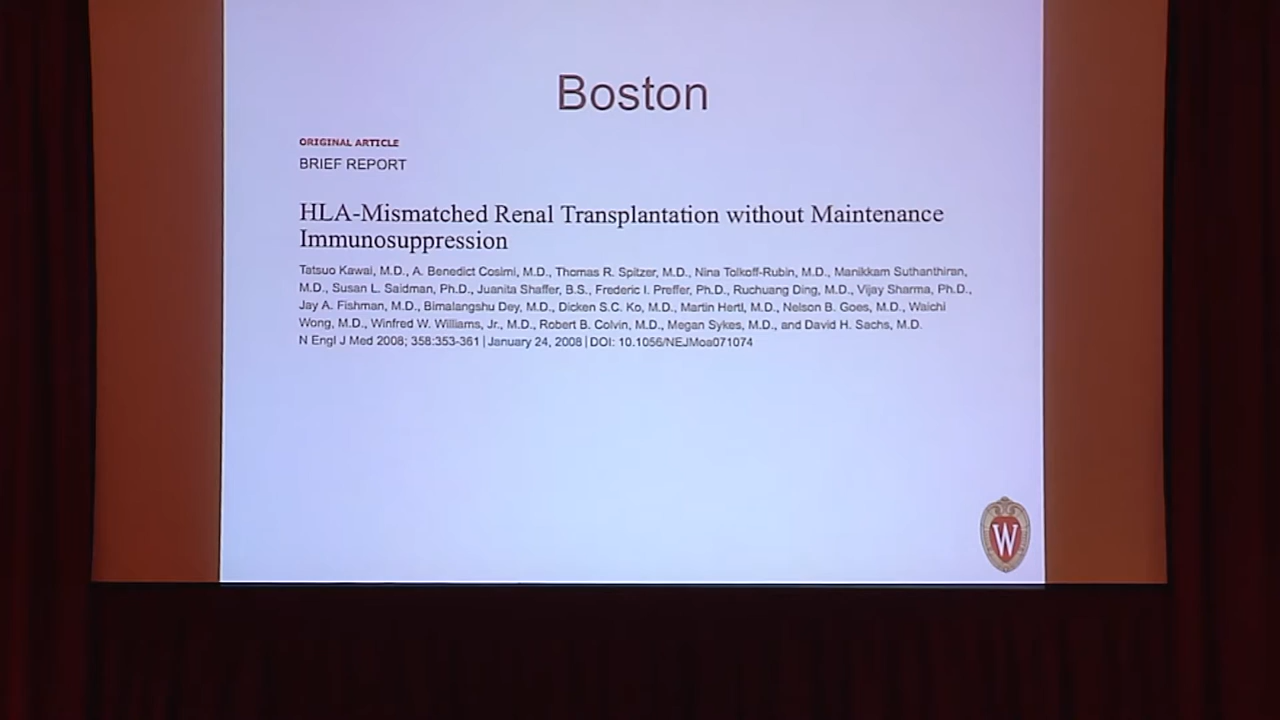 Boston
ORIGINAL ARTICLE
BRIEF REPORT
HLA-Mismatched Renal Transplantation without Maintenance
Immunosuppression
Tatsuo Kawai, M.D., A. Benedict Cosimi, M.D., Thomas R. Spitzer, M.D., Nina Tolkoff-Rubin, M.D., Manikkam Suthanthiran,
M.D., Susan L. Saidman, Ph.D., Juanita Shaffer, B.S., Frederic I. Preffer, Ph.D., Ruchuang Ding, M.D., Vijay Sharma, Ph.D.,
Jay A. Fishman, M.D., Bimalangshu Dey, M.D., Dicken S.C. Ko, M.D., Martin Hertl, M.D., Nelson B. Goes, M.D., Waichi
Wong, M.D., Winfred W. Williams, Jr., M.D., Robert B. Colvin, M.D., Megan Sykes, M.D., and David H. Sachs, M.D.
N Engl J Med 2008; 358:353-361 | January 24, 2008 | DOI: 10.1056/NEJMoa071074
W